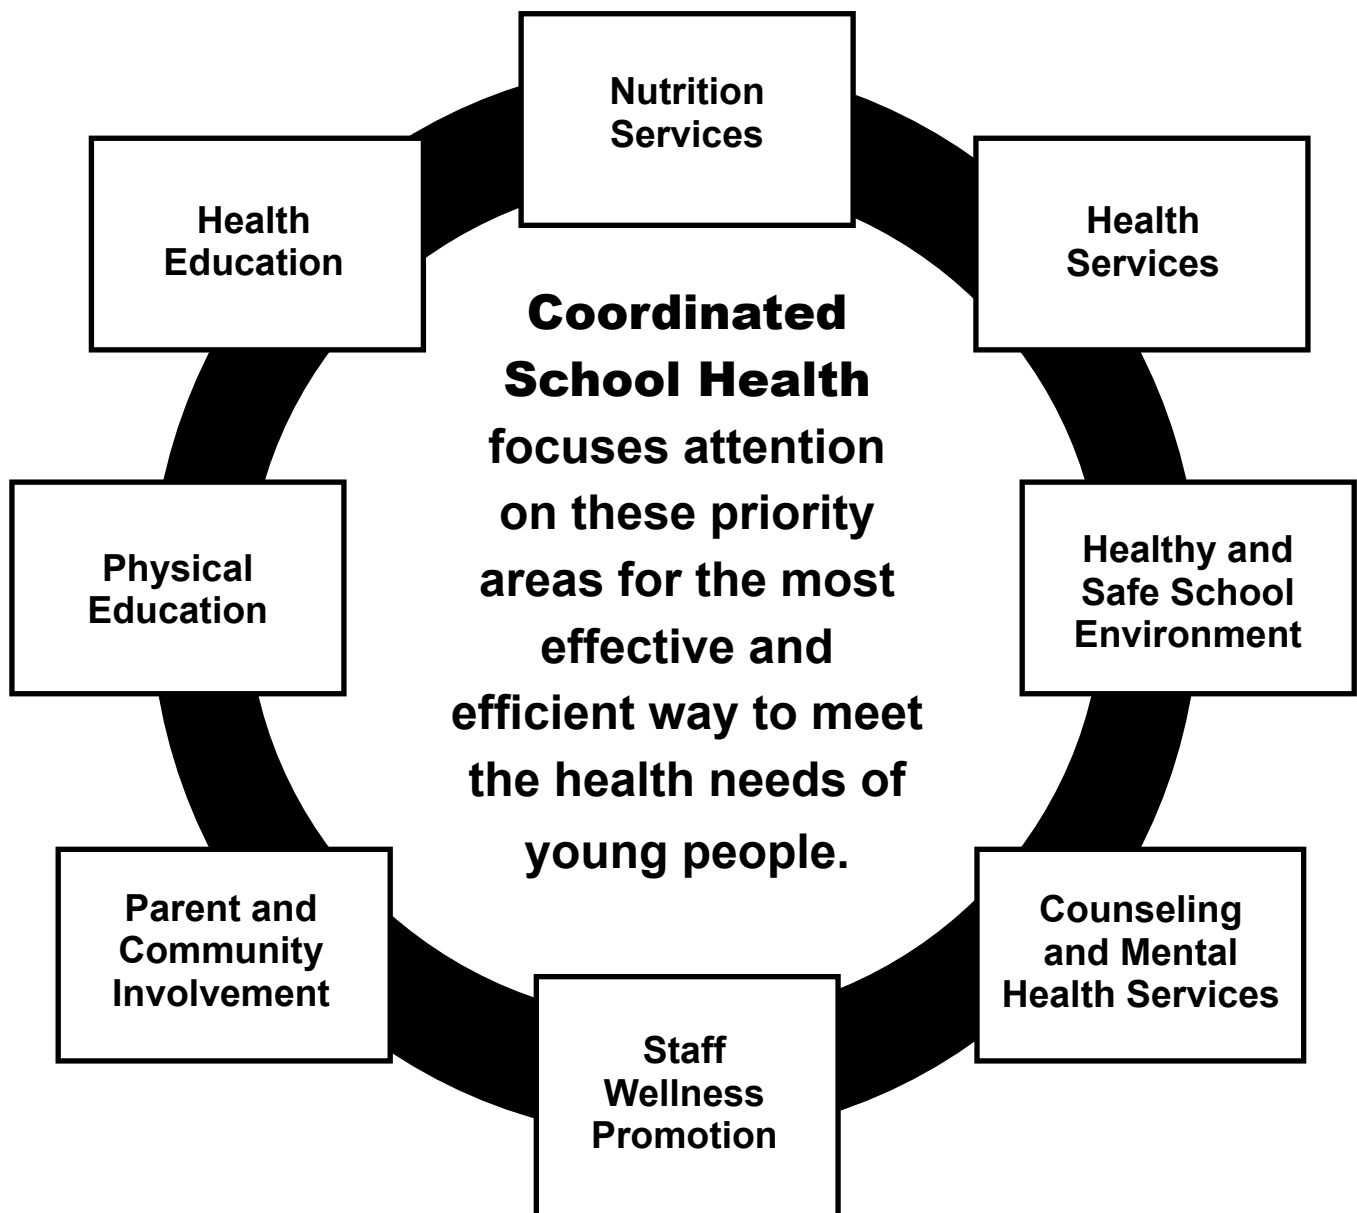 Nutrition
Services
Health
Services
Healthy and
Safe School
Environment
Counseling
and Mental
Health Services
Staff
Wellness
Promotion
Parent and
Community
Involvement
Physical
Education
Health
Education
Coordinated
School Health
focuses attention
on these priority
areas for the most
effective and
efficient way to meet
the health needs of
young people.